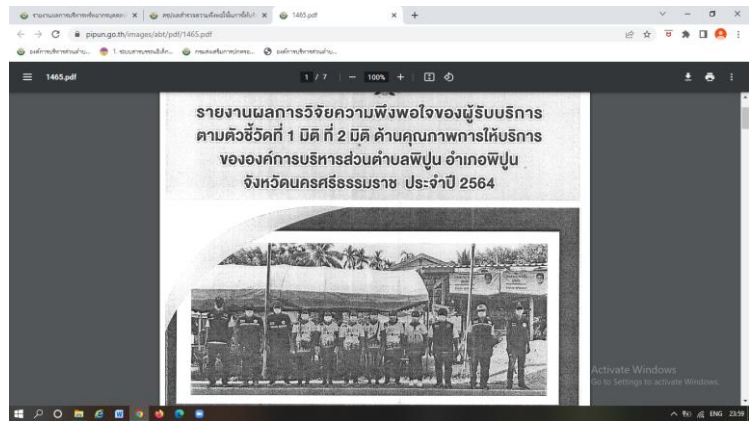 1465.pdf
pipun.go.th/images/abt/pdf/1465.pdf
1465.pdf
1 / 7
100%
รายงานผลการวิจัยความพึงพอใจของผู้รับบริการ
ตามตัวชี้วัดที่ 1 มิติ ที่ 2 มิติ ด้านคุณภาพการให้บริการ
ขององค์การบริหารส่วนตำบลพิปูน อำเภอพิปูน
จังหวัดนครศรีธรรมราช ประจำปี 2564
Activate Windows
Go to Settings to activate Windows.
ENG
23:59